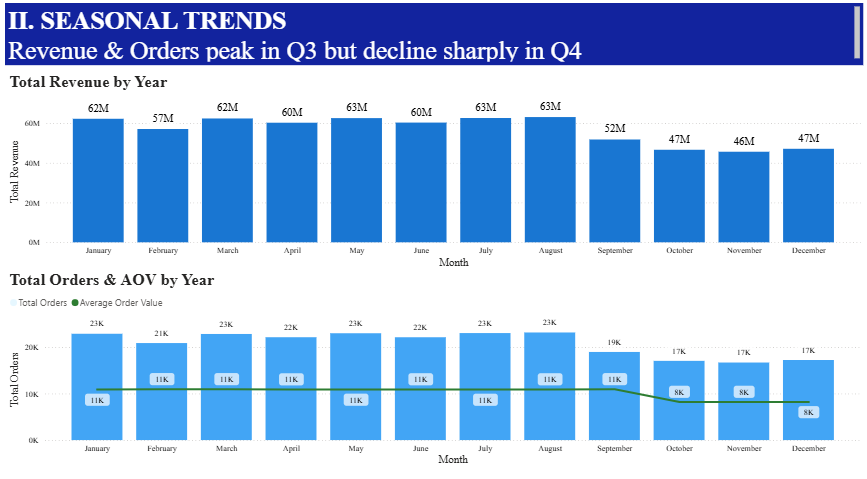 II. SEASONAL TRENDS
Revenue & Orders peak in Q3 but decline sharply in Q4
Total Revenue by Year
62M 57M 62M 60M 63M 60M 63M 63M 52M 47M 46M 47M
60M
40M
20M
0M
Total Revenue
January February March April May June July August September October November December
Month
Total Orders & AOV by Year
Total Orders Average Order Value
23K 21K 23K 22K 23K 22K 23K 23K 19K 17K 17K 17K
20K
10K
0K
Total Orders
11K 11K 11K 11K 11K 11K 11K 11K 11K 8K 8K 8K
January February March April May June July August September October November December
Month